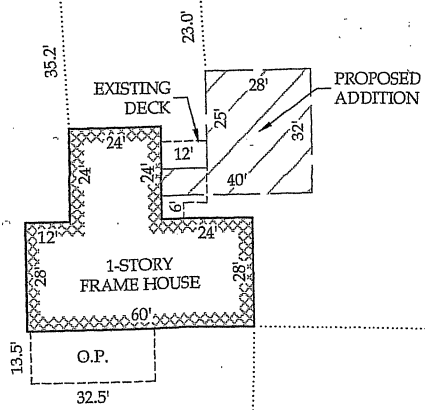 23.0'
35.2'
28'
PROPOSED
ADDITION
EXISTING
DECK
25'
32'
24'
12'
24'
24'
40'
6'
12'
24'
28'
1-STORY
FRAME HOUSE
28'
60'
13.5'
O.P.
32.5'